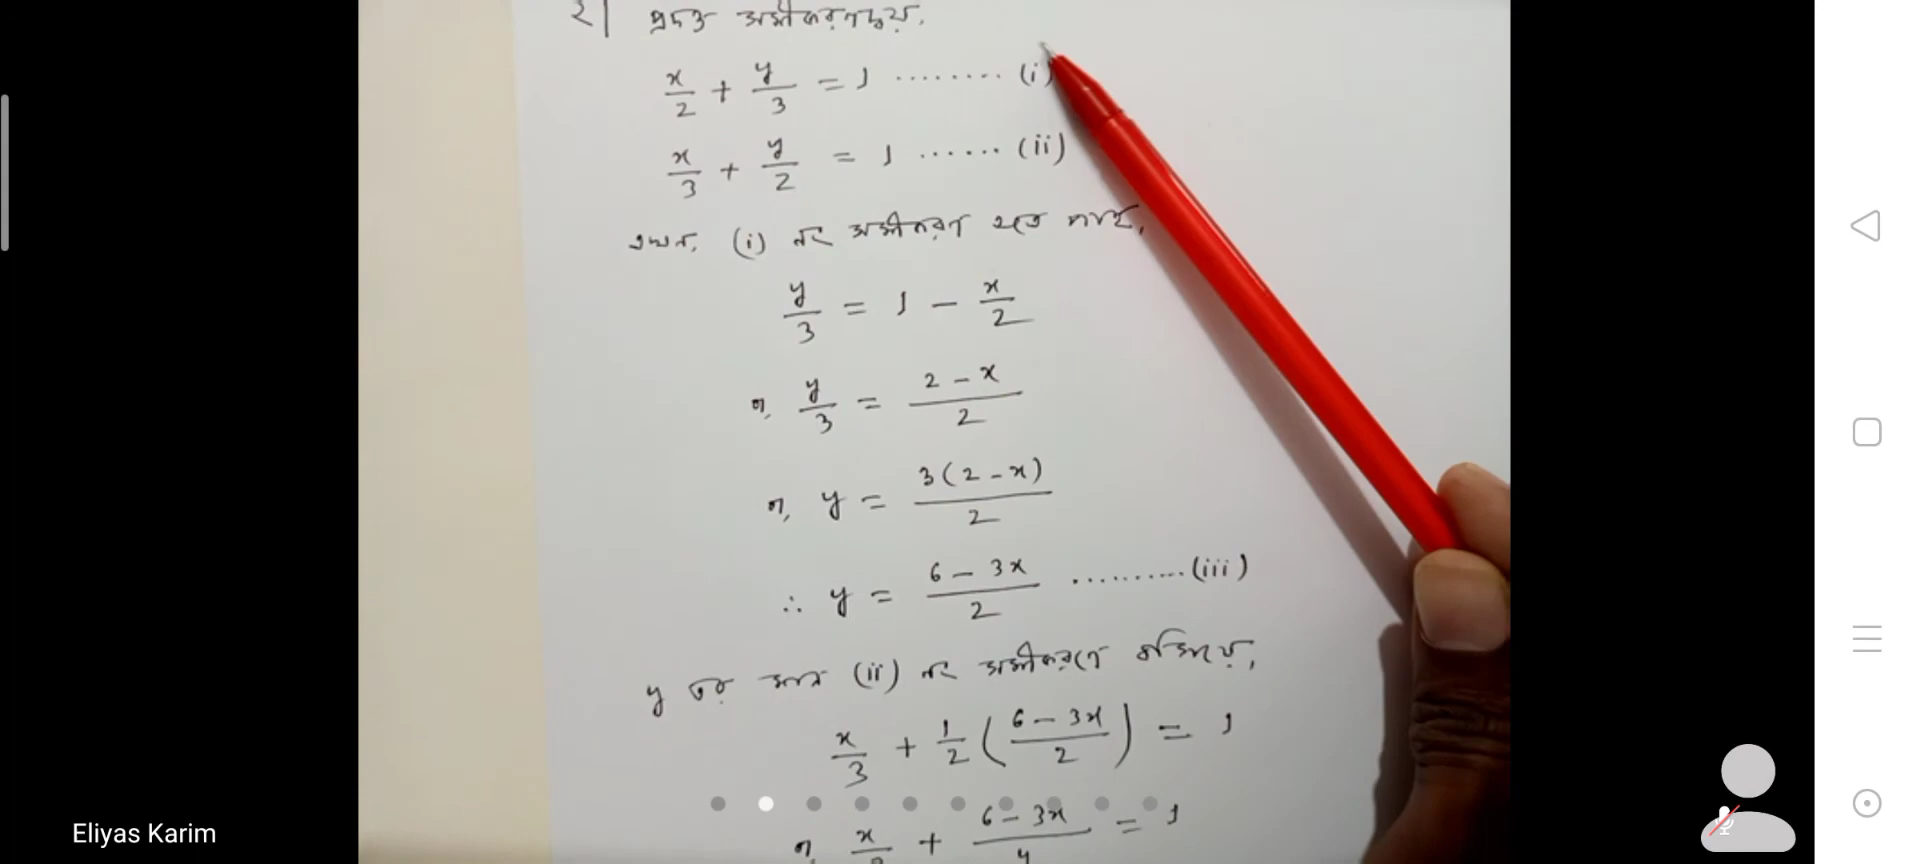 ২| প্রদত্ত সমীকরণদ্বয়,
x/2 + y/3 = 1 ........ (i)
x/3 + y/2 = 1 ...... (ii)
এখন, (i) নং সমীকরণ হতে পাই,
y/3 = 1 - x/2
বা, y/3 = (2 - x)/2
বা, y = 3(2 - x)/2
∴ y = (6 - 3x)/2 .......... (iii)
y এর মান (ii) নং সমীকরণে বসিয়ে,
x/3 + 1/2 ((6 - 3x)/2) = 1
বা, x/3 + (6 - 3x)/4 = 1
Eliyas Karim